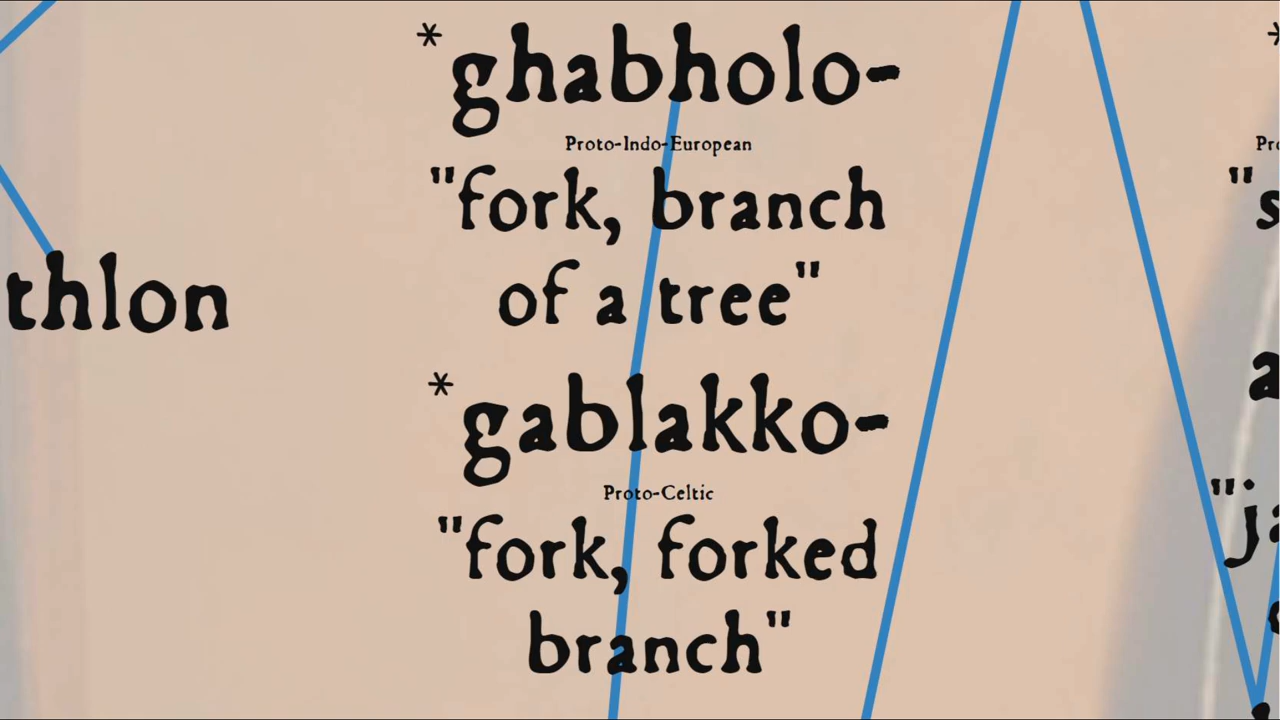 *ghabholo-
Proto-Indo-European
"fork, branch
of a tree"
thlon
*gablakko-
Proto-Celtic
"fork, forked
branch"